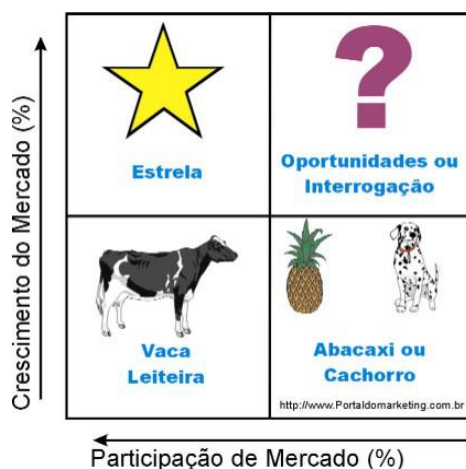 Crescimento do Mercado (%)
Estrela
Oportunidades ou
Interrogação
?
Vaca
Leiteira
Abacaxi ou
Cachorro
http://www.Portaldomarketing.com.br
Participação de Mercado (%)